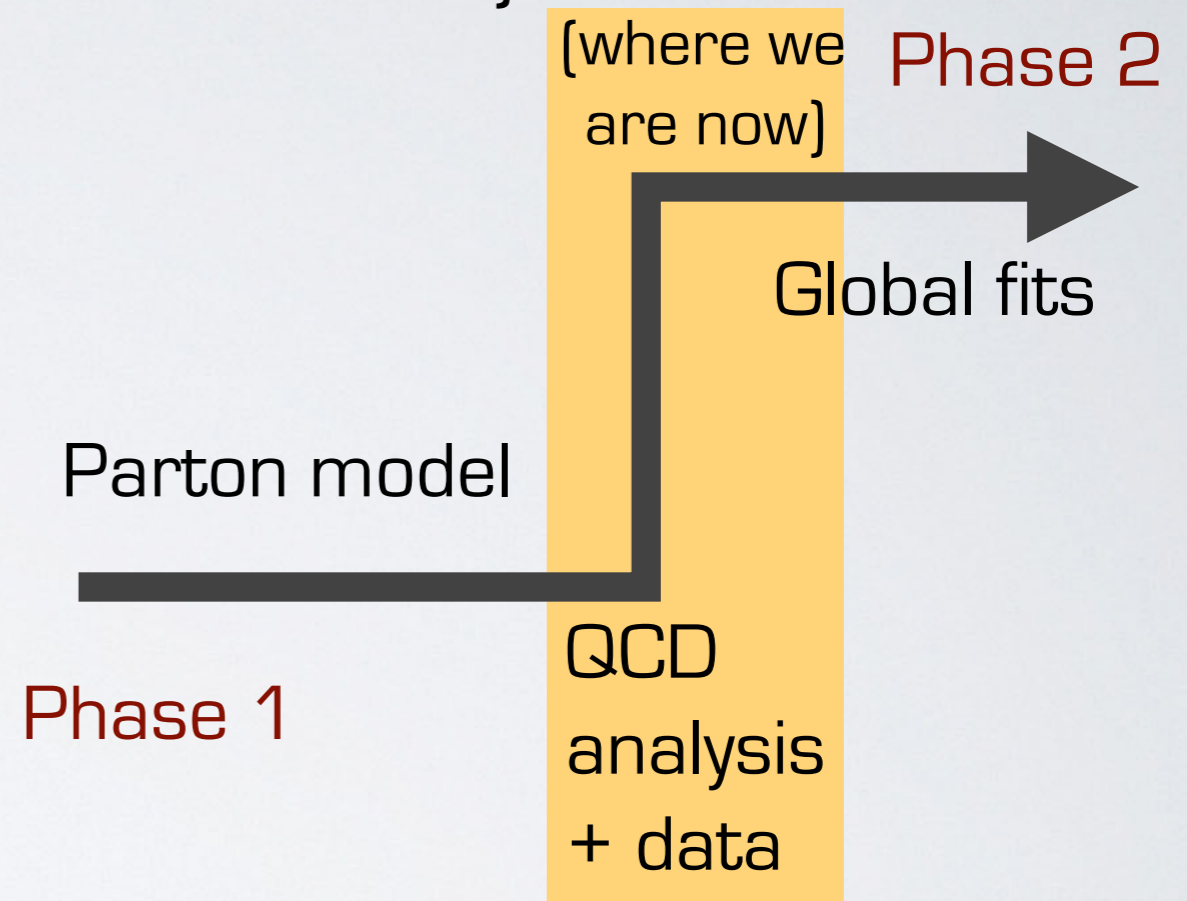 (where we
are now)
Phase 2
Global fits
Parton model
Phase 1
QCD
analysis
+ data